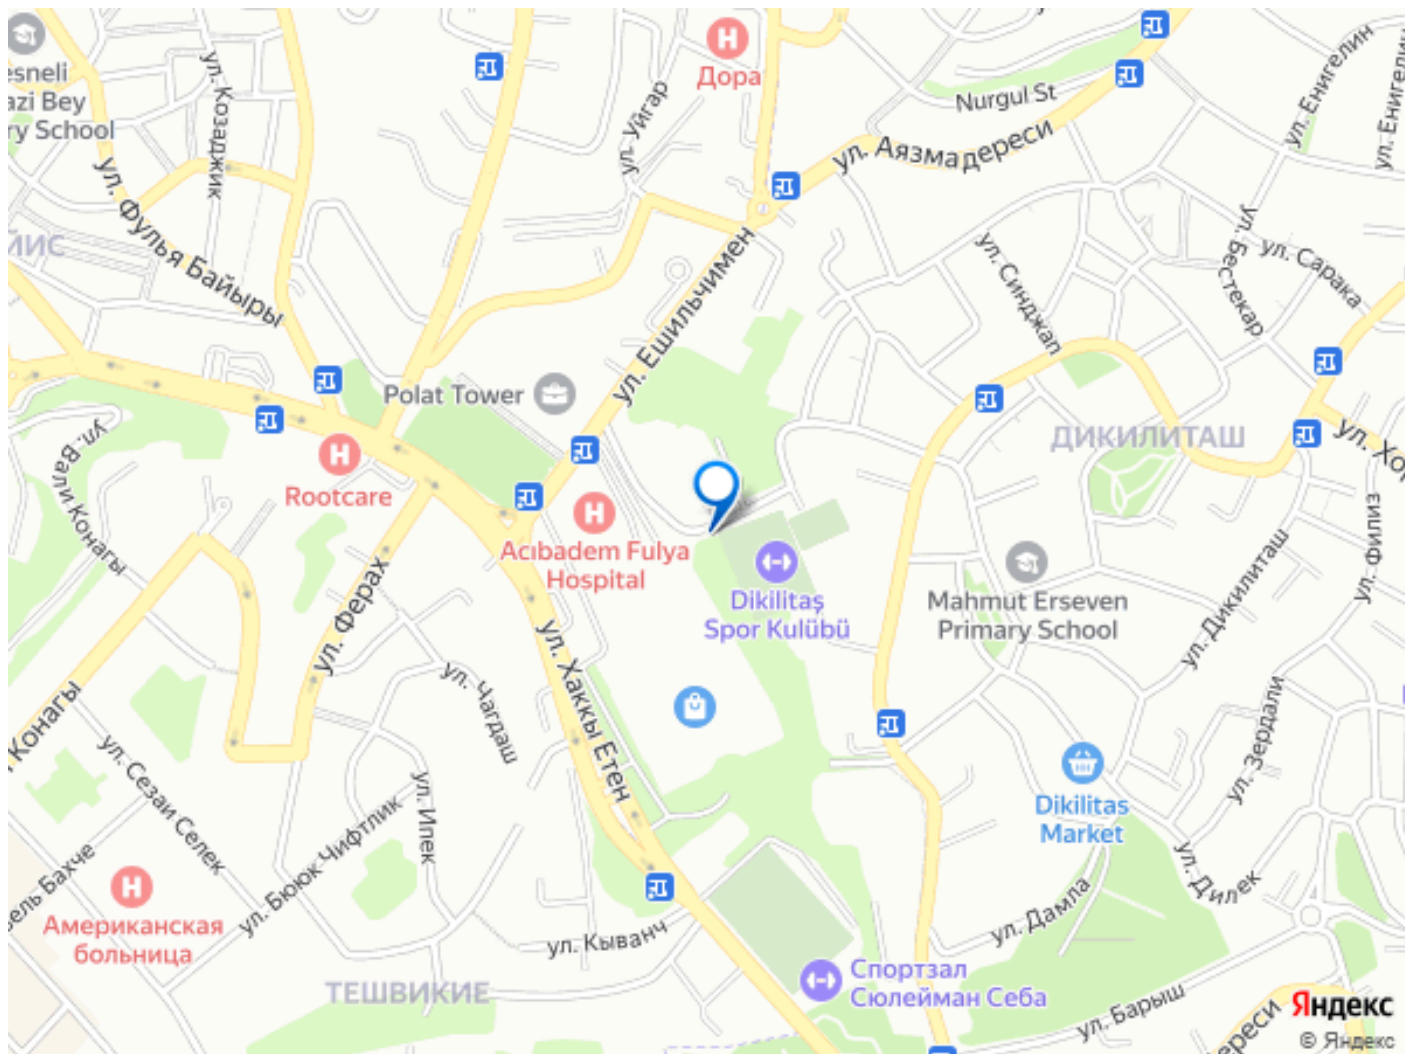 esneli
azi Bey
ry School
ул. Козаджик
ул. Уйгар
Дора
Nurgul St
ул. Аязмадереси
ул. Енигелин
ул. Енигелин
ул. Фулья Байыры
ЙИС
ул. Ешильчимен
ул. Синджап
ул. Бестекар
ул. Сарака
Polat Tower
ДИКИЛИТАШ
ул. Хор
ул. Вали Конагы
Rootcare
Acıbadem Fulya
Hospital
Dikilitaş
Spor Kulübü
Mahmut Erseven
Primary School
ул. Филиз
ул. Дикилиташ
ул. Ферах
ул. Хаккы Етен
ул. Чагдаш
Конагы
ул. Сезаи Селек
ул. Ипек
ул. Бююк Чифтлик
ул. Зердали
Dikilitas
Market
ель Бахче
Американская
больница
ул. Кыванч
ул. Дамла
ул. Дилек
ТЕШВИКИЕ
Спортзал
Сюлейман Себа
ул. Барыш
ереси
Яндекс
© Яндекс